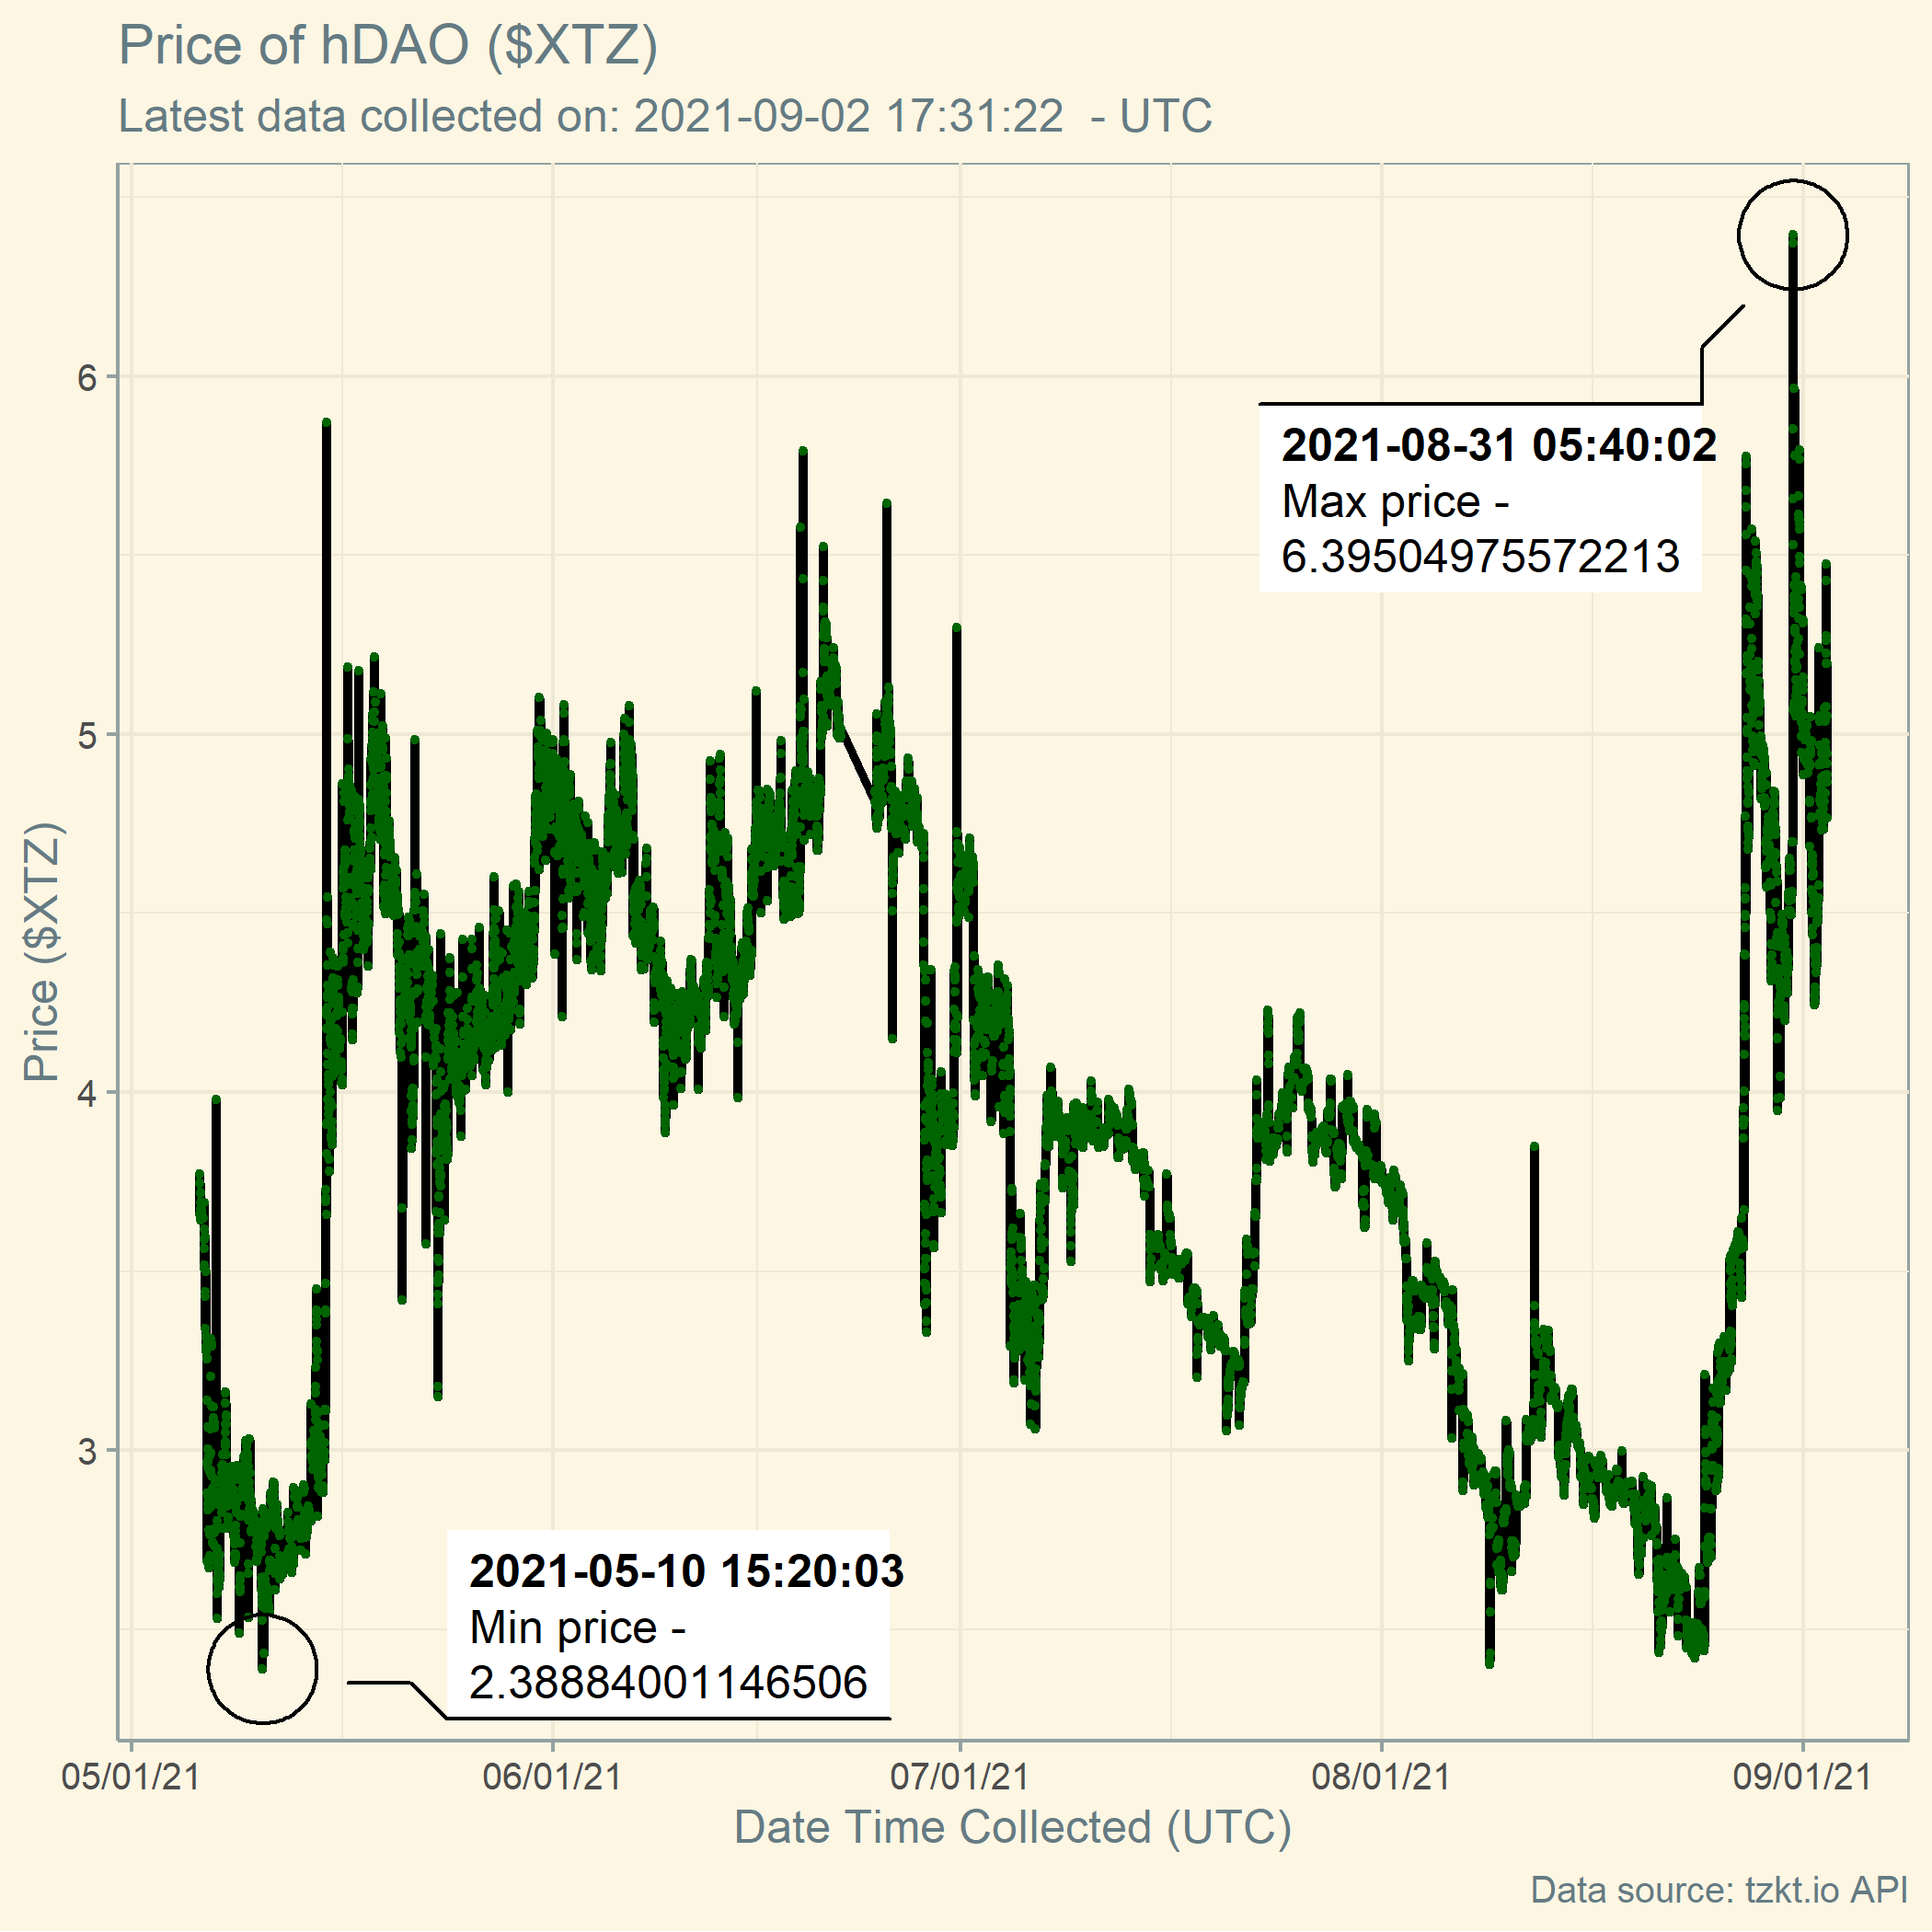 Price of hDAO ($XTZ)
Latest data collected on: 2021-09-02 17:31:22  - UTC
2021-08-31 05:40:02
Max price -
6.39504975572213
6
5
4
3
Price ($XTZ)
2021-05-10 15:20:03
Min price -
2.38884001146506
05/01/21
06/01/21
07/01/21
08/01/21
09/01/21
Date Time Collected (UTC)
Data source: tzkt.io API